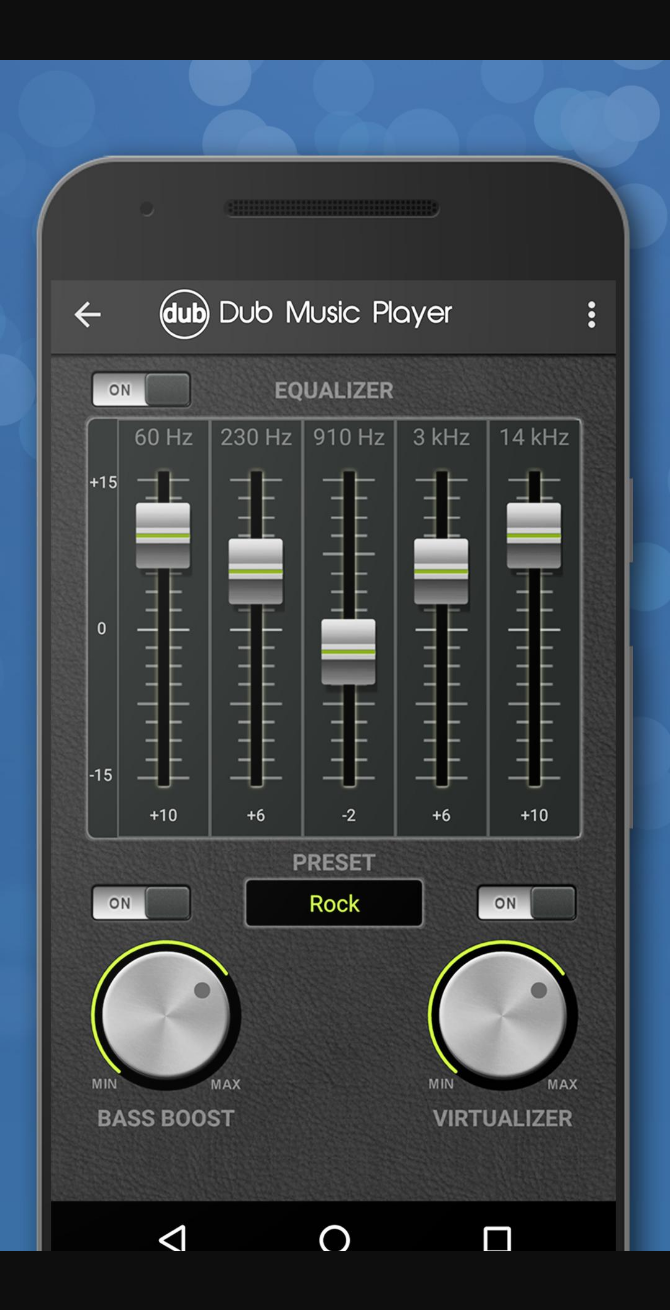 dub Dub Music Player
ON EQUALIZER
60 Hz 230 Hz 910 Hz 3 kHz 14 kHz
+15
0
-15
+10 +6 -2 +6 +10
PRESET
ON Rock ON
MIN MAX MIN MAX
BASS BOOST VIRTUALIZER